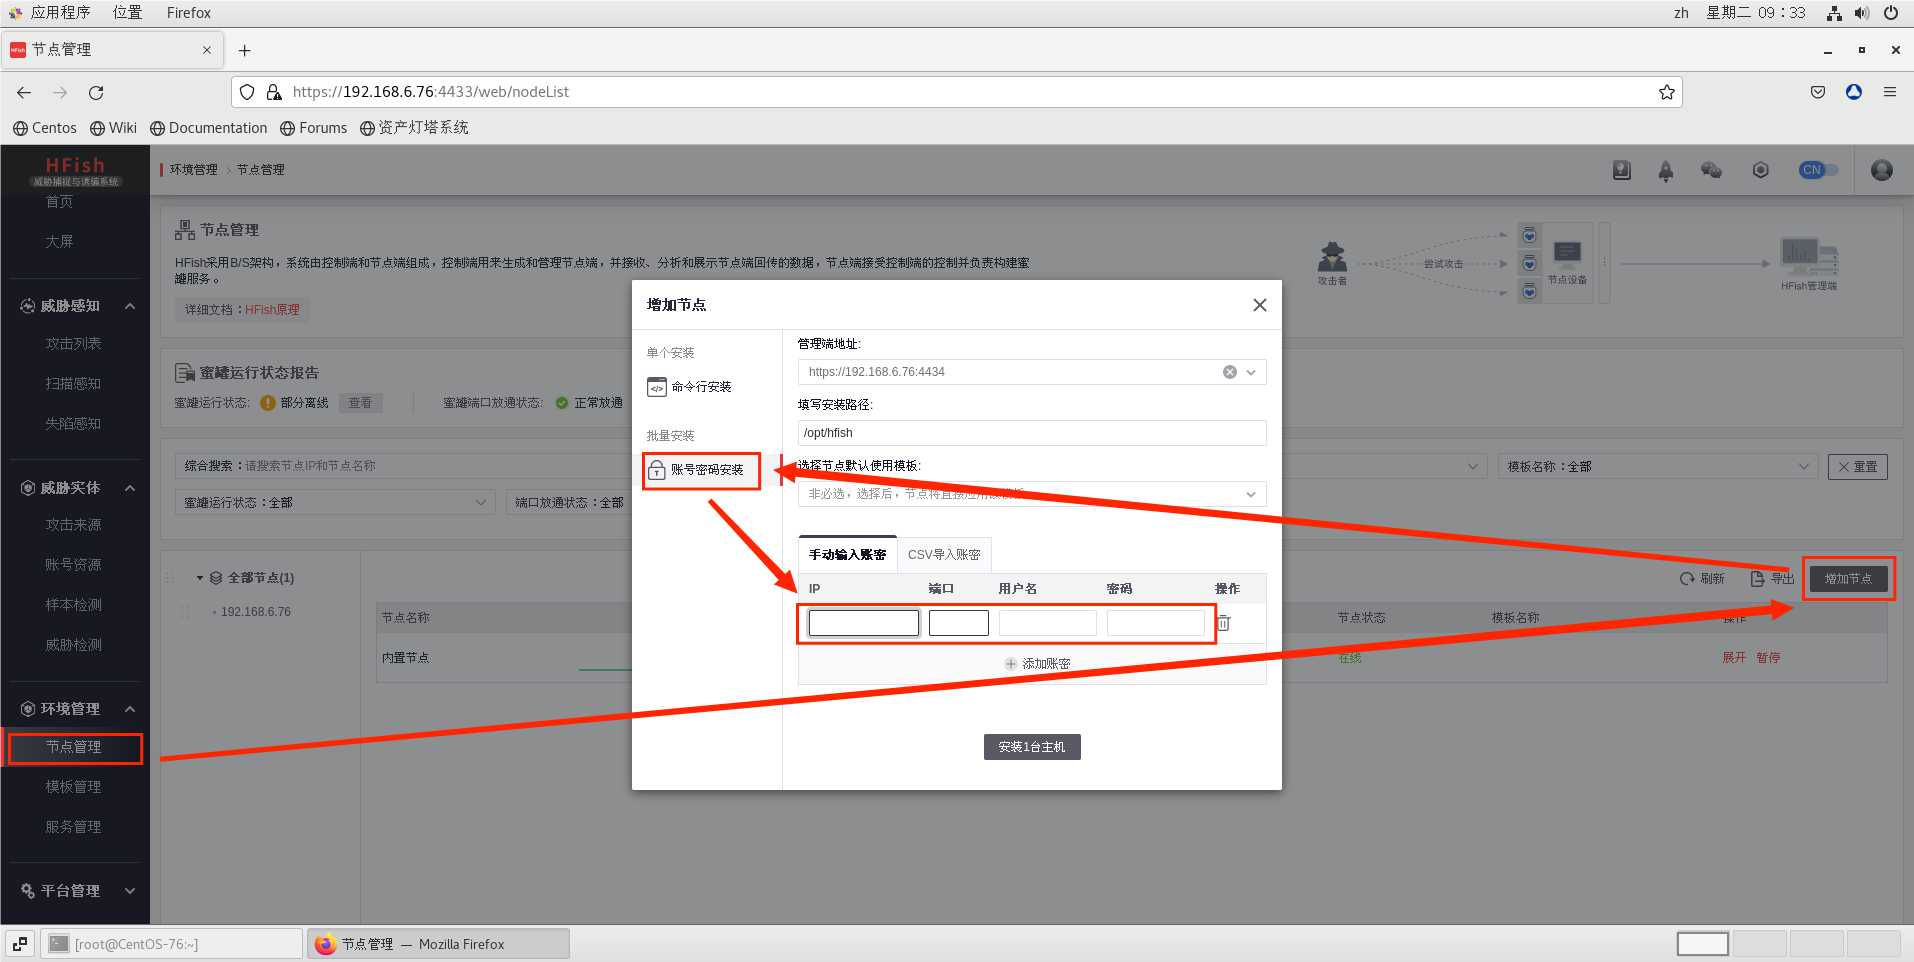 应用程序 位置 Firefox zh 星期二 09：33
节点管理
https://192.168.6.76:4433/web/nodeList
Centos Wiki Documentation Forums 资产灯塔系统
HFish
威胁捕捉与诱骗系统
首页
大屏
威胁感知
攻击列表
扫描感知
失陷感知
威胁实体
攻击来源
账号资源
样本检测
威胁检测
环境管理
节点管理
模板管理
服务管理
平台管理
环境管理 > 节点管理 CN
节点管理
HFish采用B/S架构，系统由控制端和节点端组成，控制端用来生成和管理节点端，并接收、分析和展示节点端回传的数据，节点端接受控制端的控制并负责构建蜜
罐服务。
详细文档：HFish原理
攻击者
尝试攻击
节点设备
HFish管理端
蜜罐运行状态报告
蜜罐运行状态: 部分离线 查看 蜜罐端口放通状态: 正常放通
综合搜索：请搜索节点IP和节点名称
模板名称：全部 重置
蜜罐运行状态：全部 端口放通状态：全部
全部节点(1)
192.168.6.76
刷新 导出 增加节点
节点名称 节点状态 模板名称
内置节点 在线 展开 暂停
增加节点
单个安装
命令行安装
批量安装
账号密码安装
管理端地址:
https://192.168.6.76:4434
填写安装路径:
/opt/hfish
选择节点默认使用模板:
非必选，选择后，节点将直接应用该模板
手动输入账密 CSV导入账密
IP 端口 用户名 密码 操作
添加账密
安装1台主机
[root@CentOS-76:~] 节点管理 — Mozilla Firefox